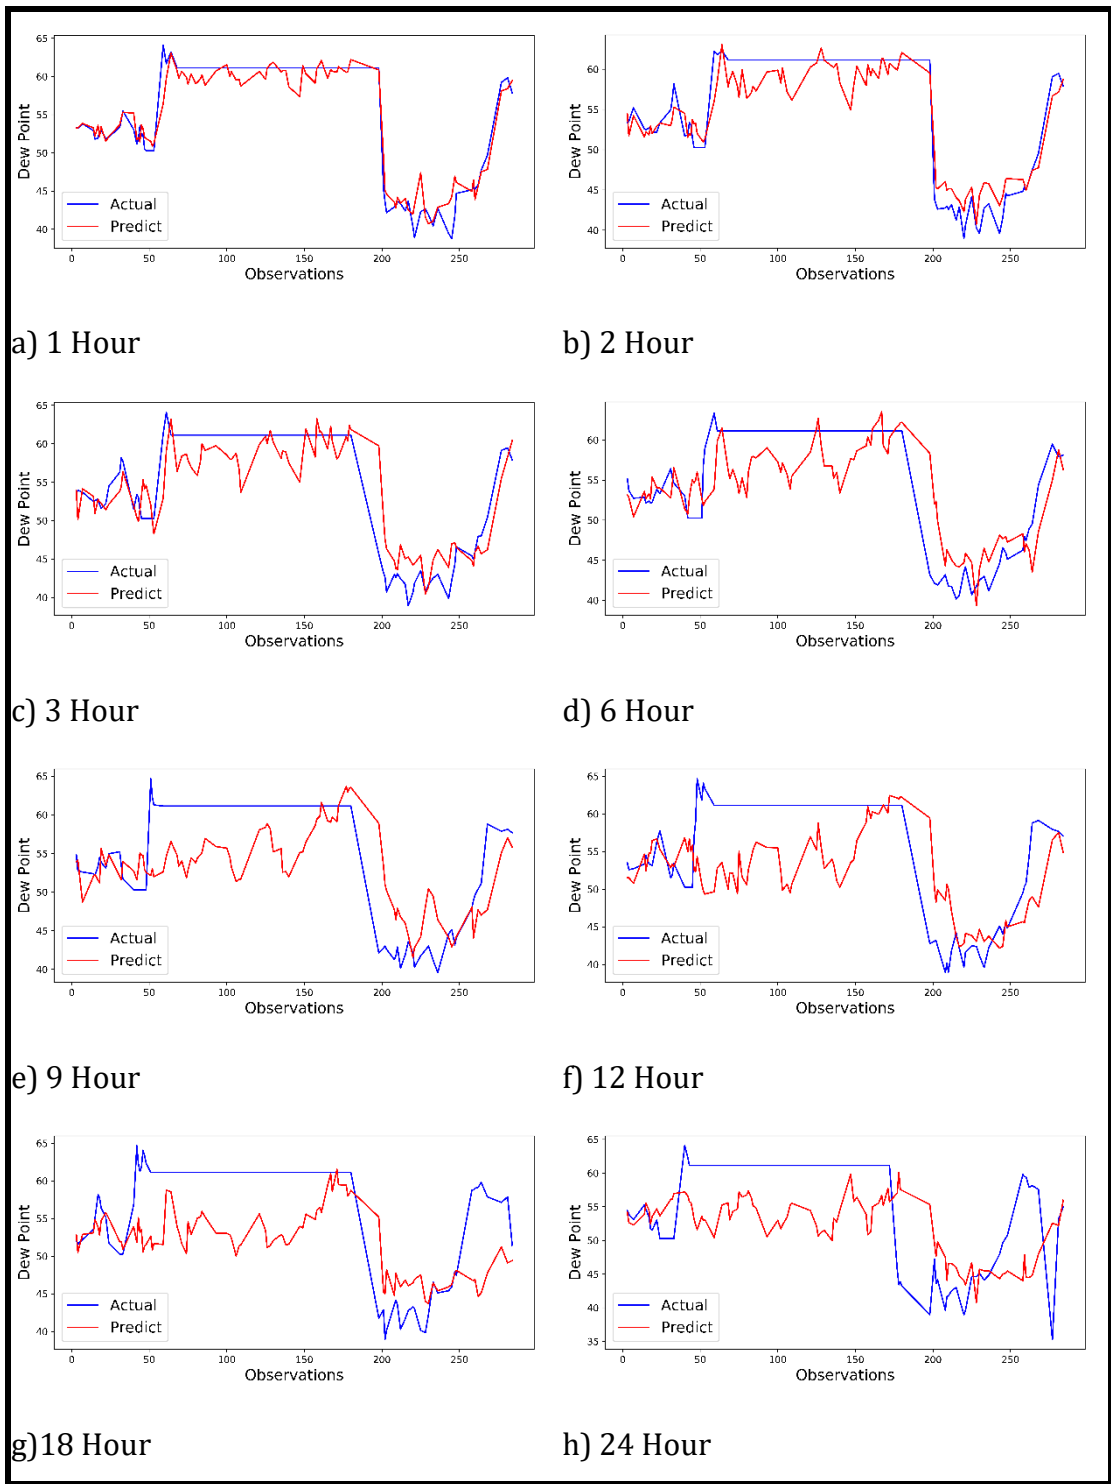 65
60
55
50
45
40
Dew Point
Actual
Predict
0 50 100 150 200 250
Observations
60
55
50
45
40
Dew Point
Actual
Predict
0 50 100 150 200 250
Observations
a) 1 Hour
b) 2 Hour
65
60
55
50
45
40
Dew Point
Actual
Predict
0 50 100 150 200 250
Observations
60
55
50
45
40
Dew Point
Actual
Predict
0 50 100 150 200 250
Observations
c) 3 Hour
d) 6 Hour
65
60
55
50
45
40
Dew Point
Actual
Predict
0 50 100 150 200 250
Observations
65
60
55
50
45
40
Dew Point
Actual
Predict
0 50 100 150 200 250
Observations
e) 9 Hour
f) 12 Hour
65
60
55
50
45
40
Dew Point
Actual
Predict
0 50 100 150 200 250
Observations
65
60
55
50
45
40
35
Dew Point
Actual
Predict
0 50 100 150 200 250
Observations
g)18 Hour
h) 24 Hour